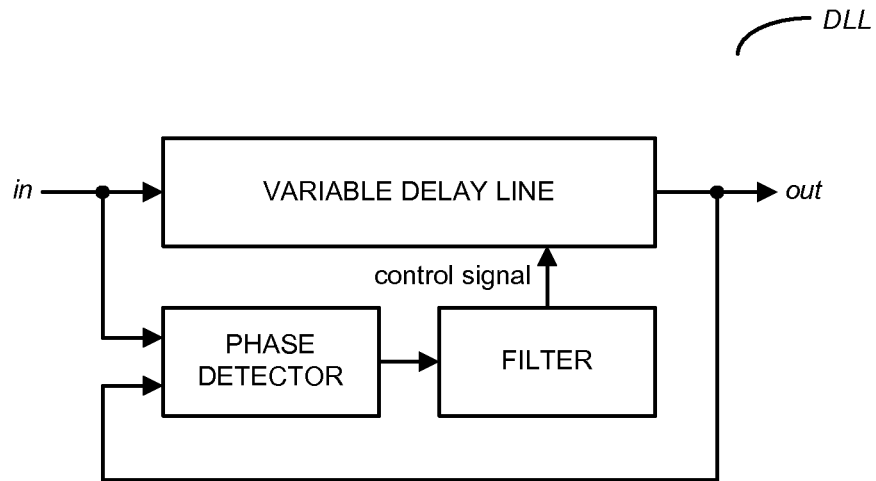 DLL
in
VARIABLE DELAY LINE
out
control signal
PHASE
DETECTOR
FILTER